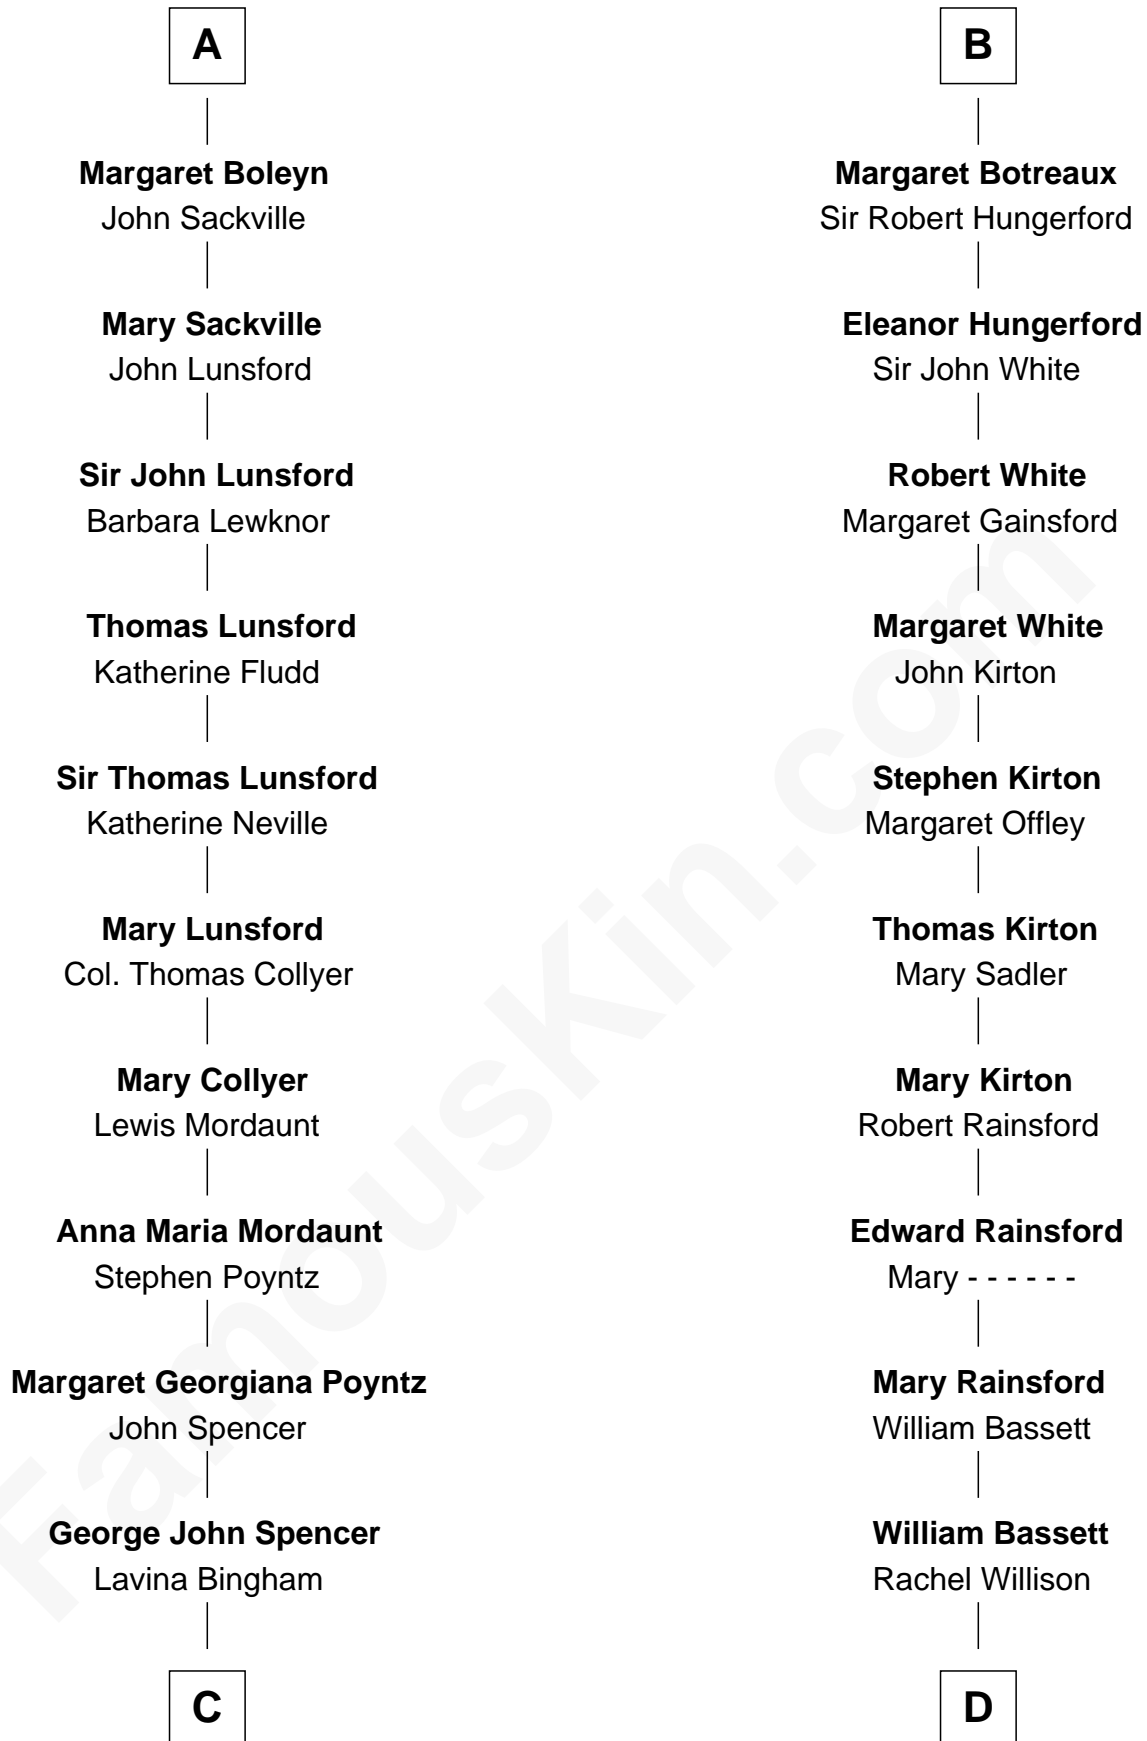 A
Margaret Boleyn
John Sackville
Mary Sackville
John Lunsford
Sir John Lunsford
Barbara Lewknor
Thomas Lunsford
Katherine Fludd
Sir Thomas Lunsford
Katherine Neville
Mary Lunsford
Col. Thomas Collyer
Mary Collyer
Lewis Mordaunt
Anna Maria Mordaunt
Stephen Poyntz
Margaret Georgiana Poyntz
John Spencer
George John Spencer
Lavina Bingham
C
B
Margaret Botreaux
Sir Robert Hungerford
Eleanor Hungerford
Sir John White
Robert White
Margaret Gainsford
Margaret White
John Kirton
Stephen Kirton
Margaret Offley
Thomas Kirton
Mary Sadler
Mary Kirton
Robert Rainsford
Edward Rainsford
Mary - - - - - -
Mary Rainsford
William Bassett
William Bassett
Rachel Willison
D
FamousKin.com